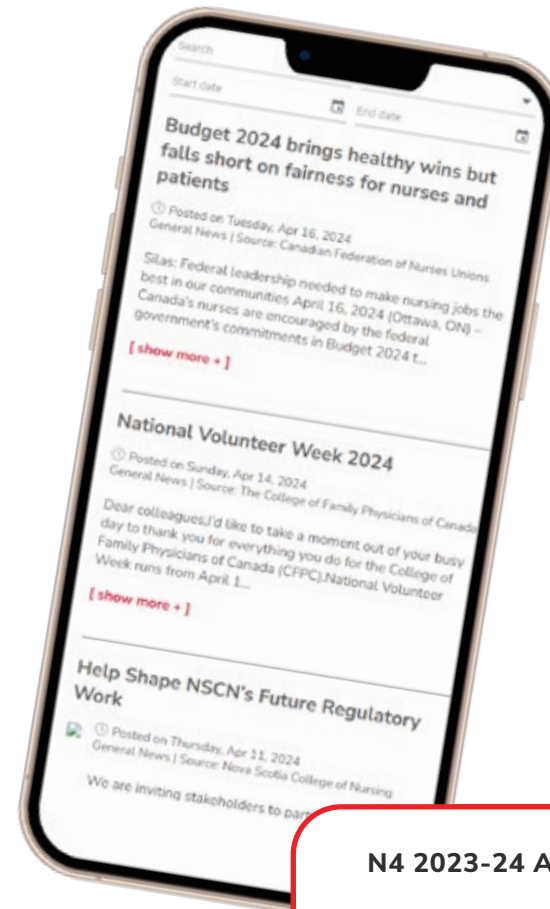 Search
Start date
End date
Budget 2024 brings healthy wins but
falls short on fairness for nurses and
patients
Posted on Tuesday, Apr 16, 2024
General News | Source: Canadian Federation of Nurses Unions
Silas: Federal leadership needed to make nursing jobs the
best in our communities April 16, 2024 (Ottawa, ON) –
Canada's nurses are encouraged by the federal
government's commitments in Budget 2024 t...
[ show more + ]
National Volunteer Week 2024
Posted on Sunday, Apr 14, 2024
General News | Source: The College of Family Physicians of Canada
Dear colleagues,I'd like to take a moment out of your busy
day to thank you for everything you do for the College of
Family Physicians of Canada (CFPC).National Volunteer
Week runs from April 1...
[ show more + ]
Help Shape NSCN's Future Regulatory
Work
Posted on Thursday, Apr 11, 2024
General News | Source: Nova Scotia College of Nursing
We are inviting stakeholders to
N4 2023-24 A